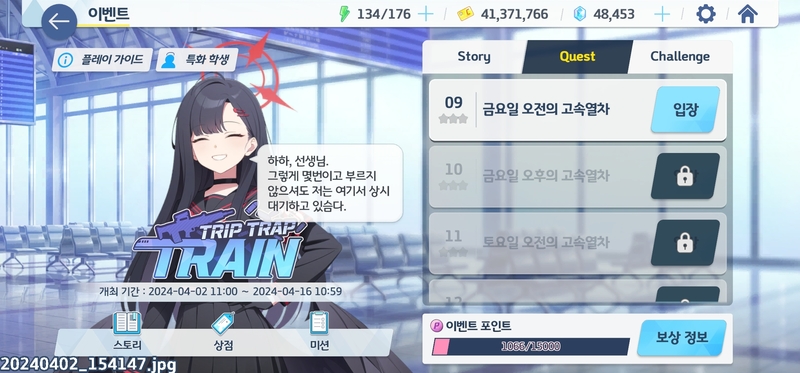 이벤트
134/176
41,371,766
48,453
플레이 가이드
특화 학생
Story
Quest
Challenge
09
금요일 오전의 고속열차
입장
10
금요일 오후의 고속열차
11
토요일 오전의 고속열차
12
하하, 선생님.
그렇게 몇번이고 부르지
않으셔도 저는 여기서 상시
대기하고 있슴다.
TRIP TRAP
TRAIN
개최 기간 : 2024-04-02 11:00 ~ 2024-04-16 10:59
스토리
상점
미션
이벤트 포인트
1066/15000
보상 정보
20240402_154147.jpg